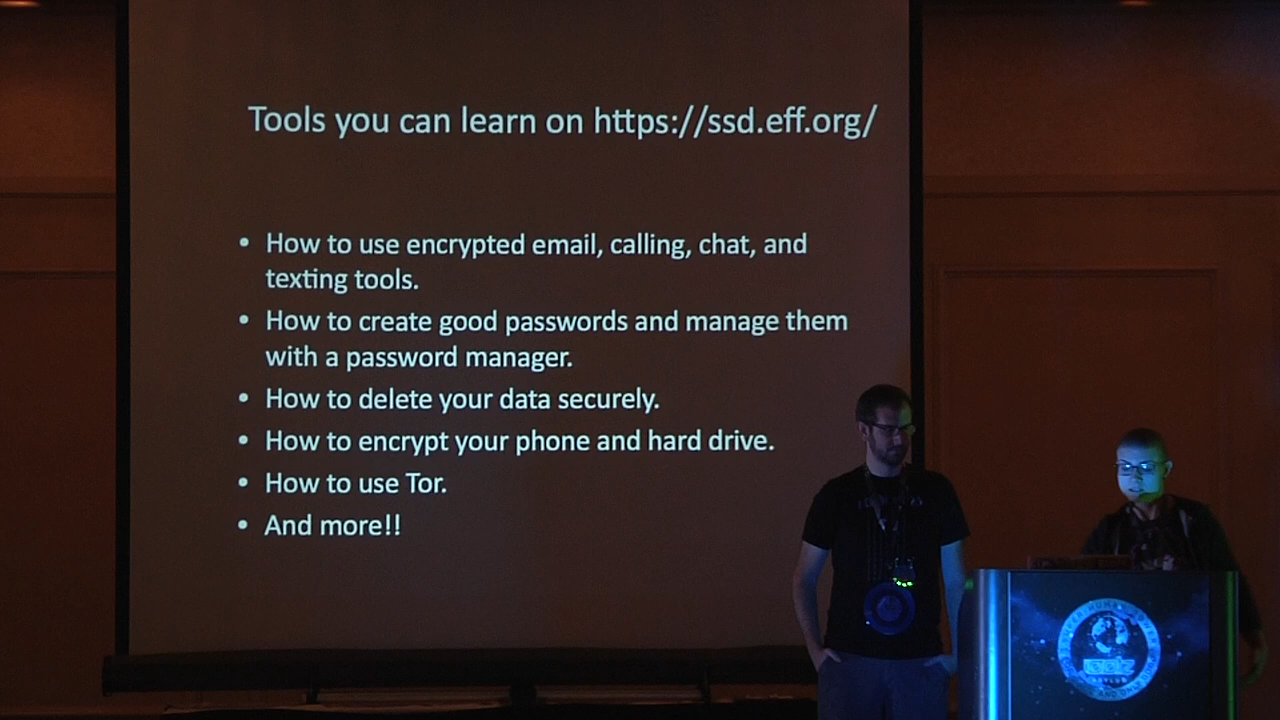 Tools you can learn on https://ssd.eff.org/
• How to use encrypted email, calling, chat, and
texting tools.
• How to create good passwords and manage them
with a password manager.
• How to delete your data securely.
• How to encrypt your phone and hard drive.
• How to use Tor.
• And more!!